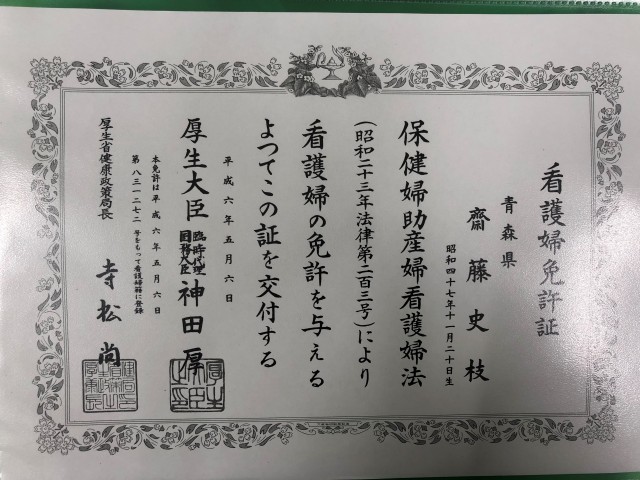 看護婦免許証
青森県
齋藤史枝
昭和四十七年十一月二十日生
保健婦助産婦看護婦法
(昭和二十三年法律第二百三号)により
看護婦の免許を与える
よつてこの証を交付する
平成六年五月六日
厚生大臣
臨時代理
国務大臣
神田厚
本免許は平成六年五月六日
第八三一二七二号をもつて看護婦籍に登録
厚生省健康政策局長
寺松尚